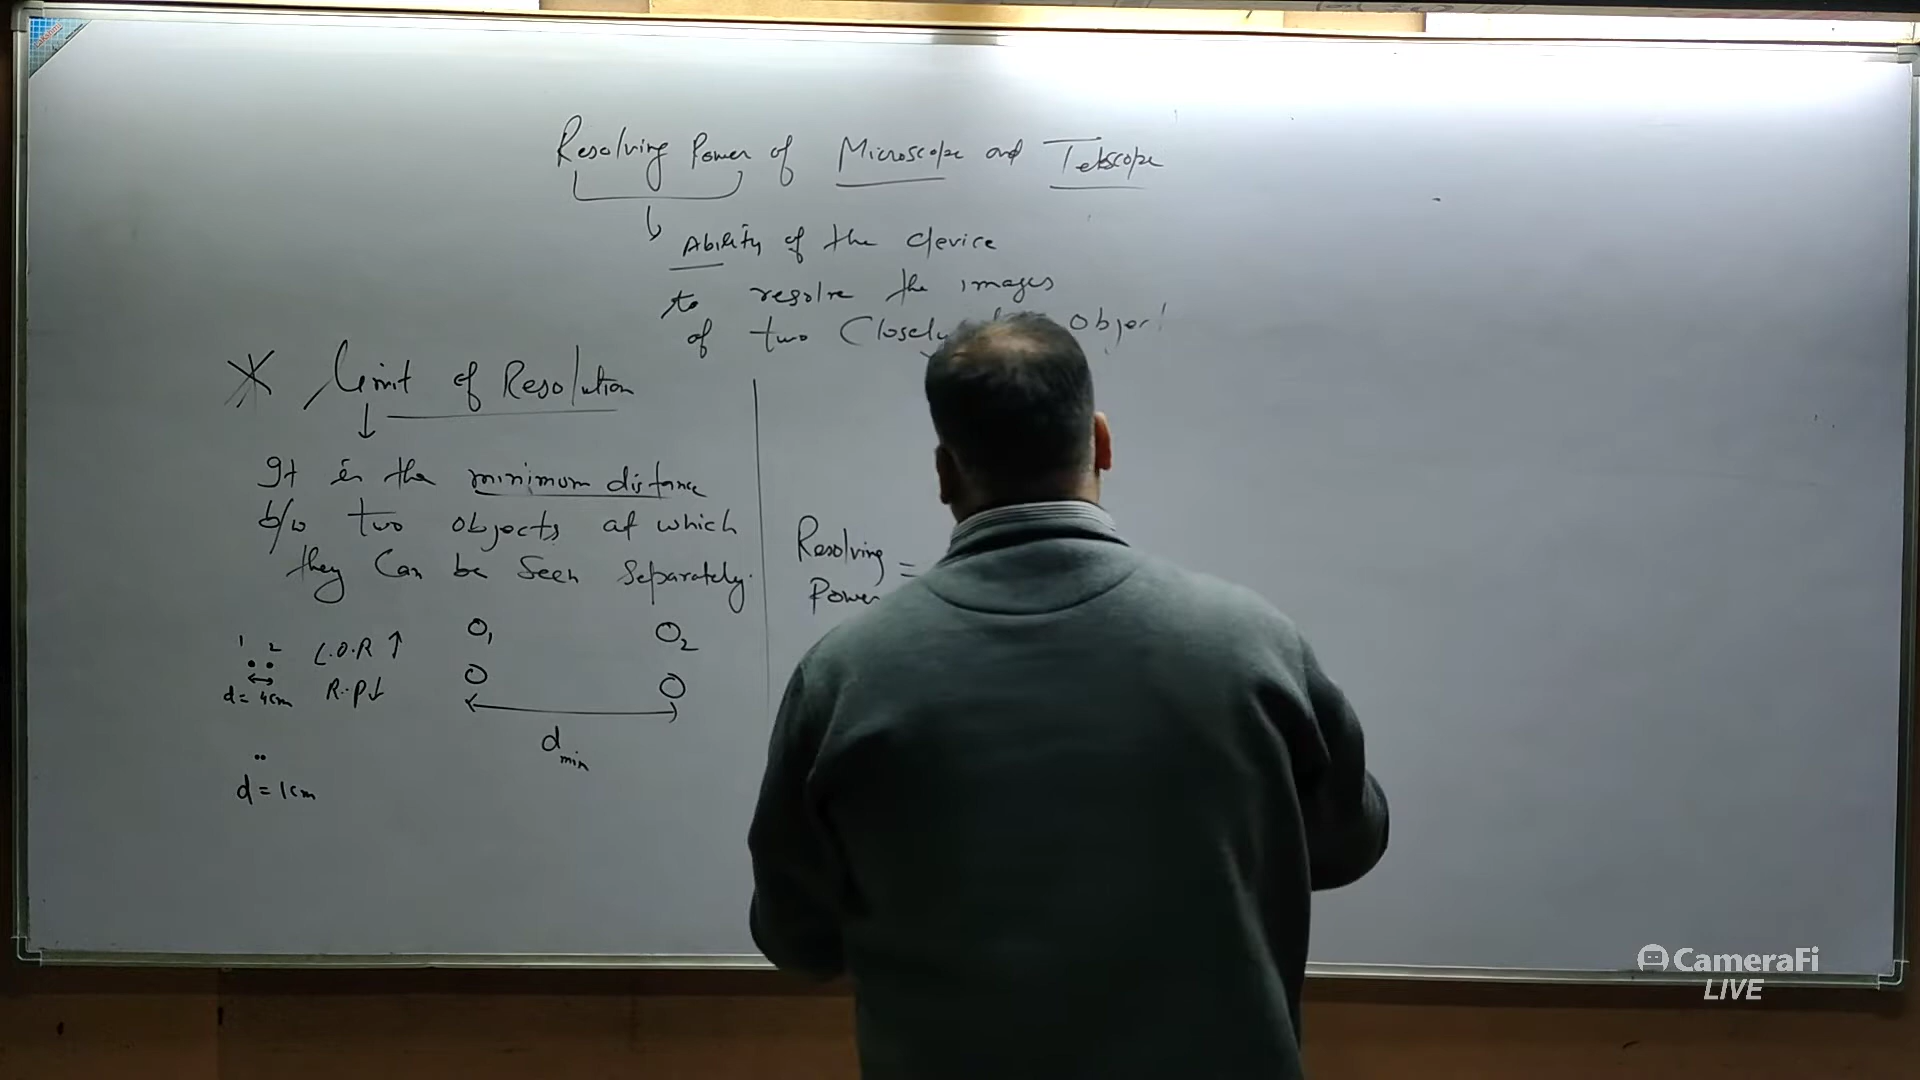 Resolving Power of Microscope and Telescope
Ability of the device
to resolve the images
of two Closely Object
Limit of Resolution
It is the minimum distance
b/w two objects at which
they Can be Seen Separately.
O1 O2
1 2 L.O.R ↑
d = 4cm R.P ↓
dmin
d = 1cm
Resolving
Power =
CameraFi
LIVE